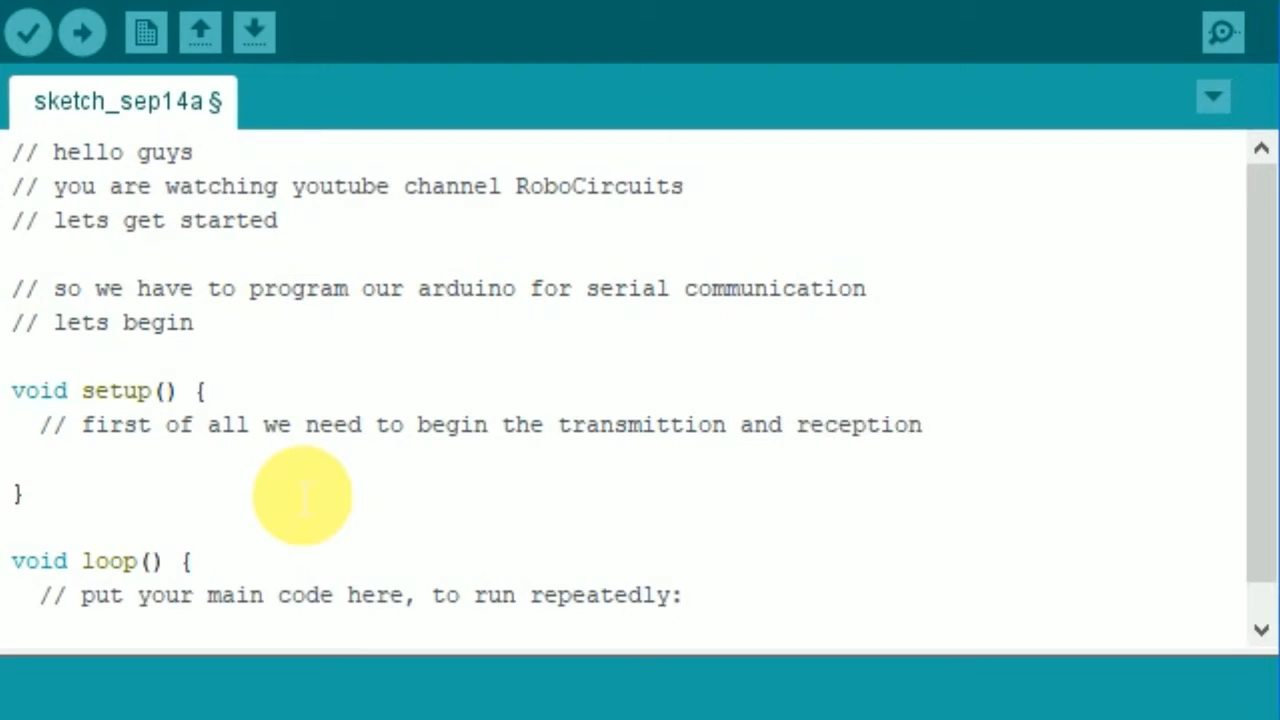 sketch_sep14a §
// hello guys
// you are watching youtube channel RoboCircuits
// lets get started
// so we have to program our arduino for serial communication
// lets begin
void setup() {
// first of all we need to begin the transmittion and reception
}
void loop() {
// put your main code here, to run repeatedly: